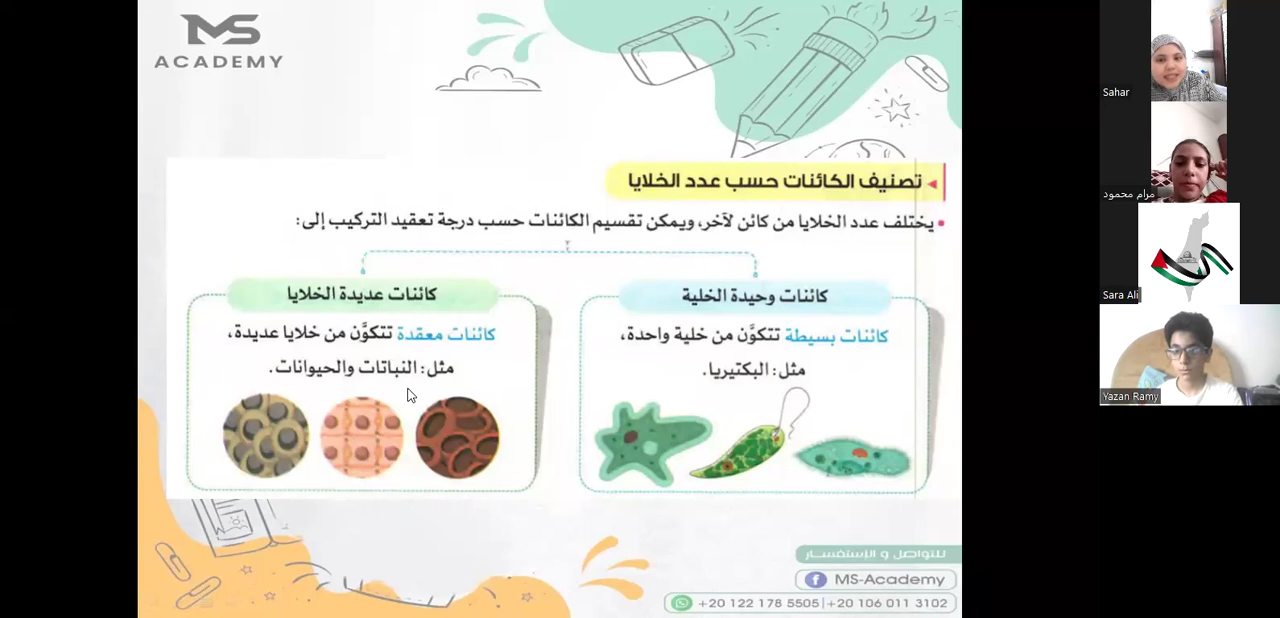 MS
ACADEMY
تصنيف الكائنات حسب عدد الخلايا
يختلف عدد الخلايا من كائن لآخر، ويمكن تقسيم الكائنات حسب درجة تعقيد التركيب إلى:
كائنات وحيدة الخلية
كائنات بسيطة تتكوَّن من خلية واحدة،
مثل: البكتيريا.
كائنات عديدة الخلايا
كائنات معقدة تتكوَّن من خلايا عديدة،
مثل: النباتات والحيوانات.
للتواصل و الإستفسار
MS-Academy
+20 122 178 5505 | +20 106 011 3102
Sahar
مرام محمود
Sara Ali
Yazan Ramy